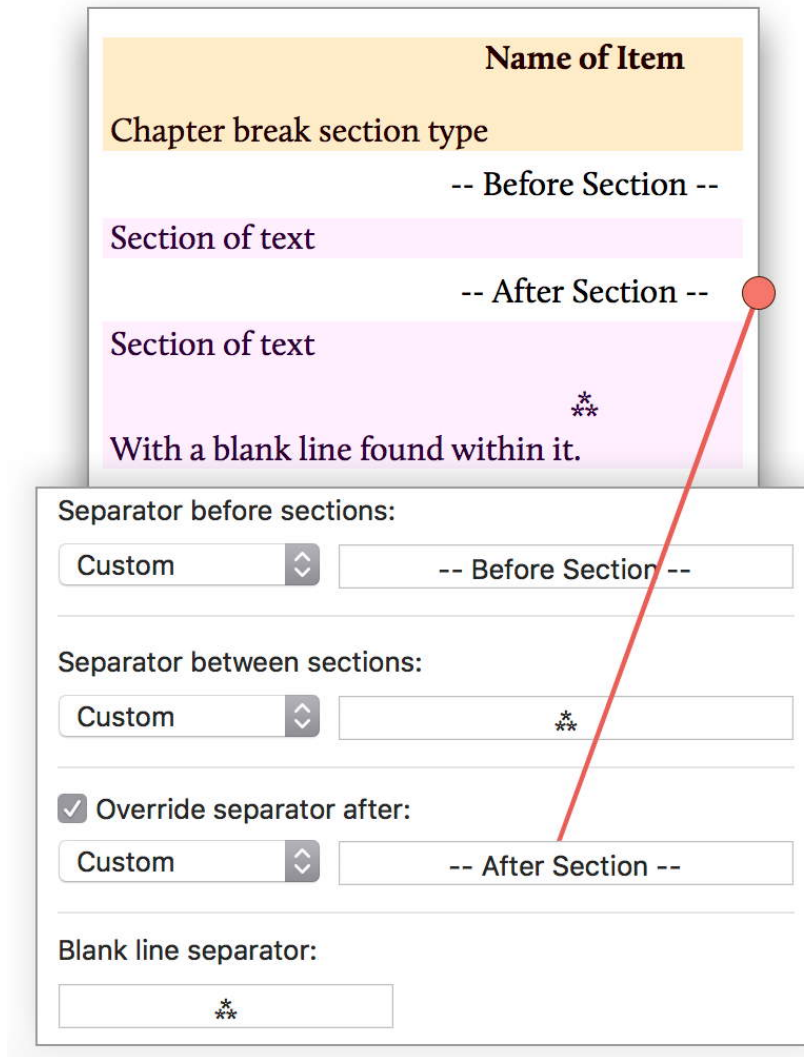 Name of Item
Chapter break section type
-- Before Section --
Section of text
-- After Section --
Section of text
⁂
With a blank line found within it.
Separator before sections:
Custom -- Before Section --
Separator between sections:
Custom ⁂
Override separator after:
Custom -- After Section --
Blank line separator:
⁂